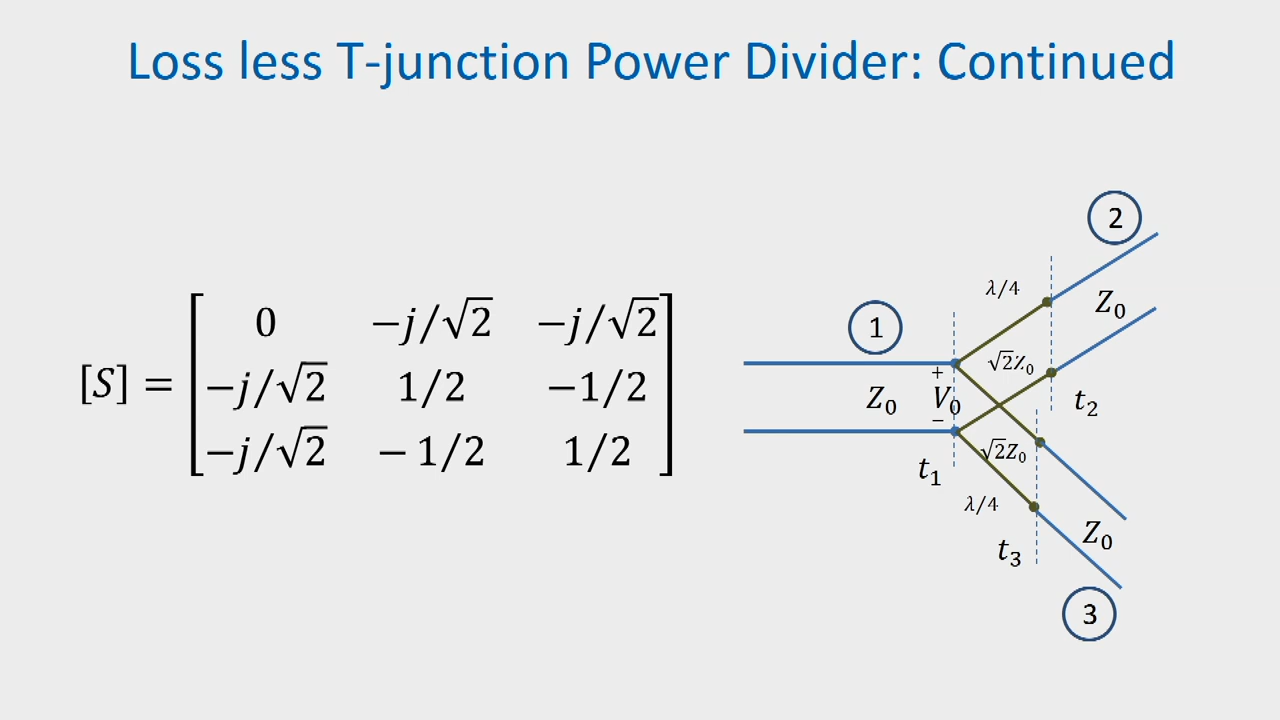 Loss less T-junction Power Divider: Continued
[S] = [ 0 −j/√2 −j/√2
−j/√2 1/2 −1/2
−j/√2 − 1/2 1/2 ]
2
λ/4
Z₀
1
√2Z₀
+
Z₀ V₀
−
t₂
√2Z₀
t₁
λ/4
Z₀
t₃
3